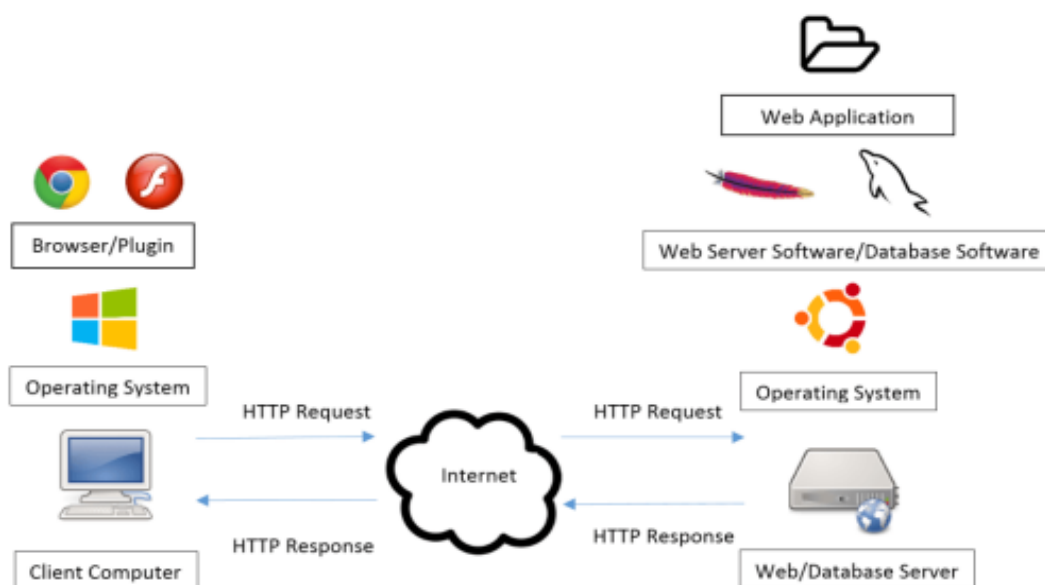 Web Application
Browser/Plugin
Web Server Software/Database Software
Operating System
Operating System
HTTP Request
HTTP Request
Internet
HTTP Response
HTTP Response
Client Computer
Web/Database Server